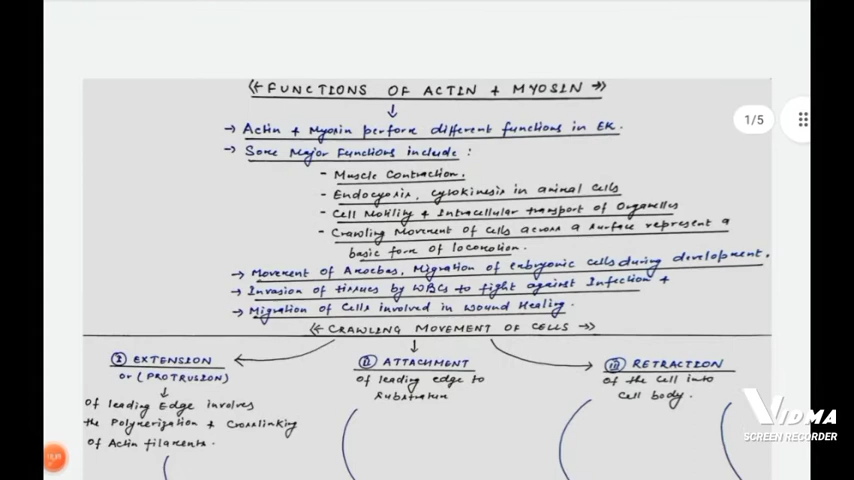 <<← FUNCTIONS OF ACTIN + MYOSIN →>>
→ Actin + Myosin perform different functions in EK.
→ Some Major Functions include :
- Muscle Contraction.
- Endocytosis, cytokinesis in animal cells
- Cell Motility + Intracellular transport of Organelles
- Crawling Movement of cells across a surface represent a
basic form of locomotion.
→ Movement of Amoebas, Migration of embryonic cells during development.
→ Invasion of tissues by WBCs to fight against Infection +
→ Migration of Cells involved in Wound Healing.
<<← CRAWLING MOVEMENT OF CELLS →>>
① EXTENSION
or (PROTRUSION)
of leading Edge involves
the Polymerization + Crosslinking
of Actin filaments.
② ATTACHMENT
of leading edge to
Substratum
③ RETRACTION
of the cell into
Cell body.
1/5
VIDMA
SCREEN RECORDER